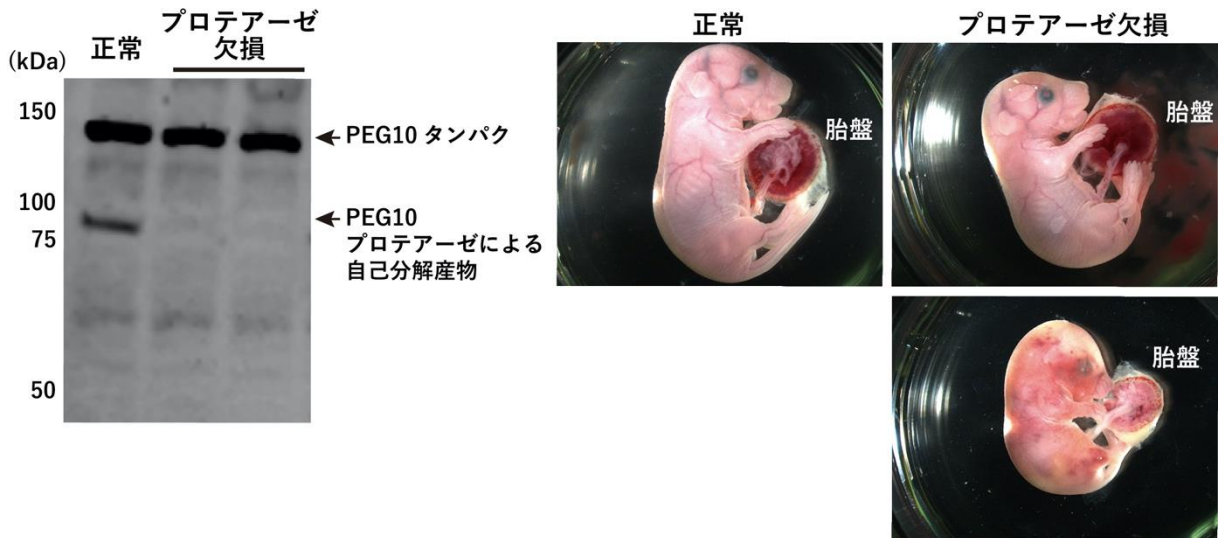 プロテアーゼ
欠損
正常
(kDa)
150
100
75
50
←PEG10 タンパク
←PEG10
プロテアーゼによる
自己分解産物
正常
胎盤
プロテアーゼ欠損
胎盤
胎盤